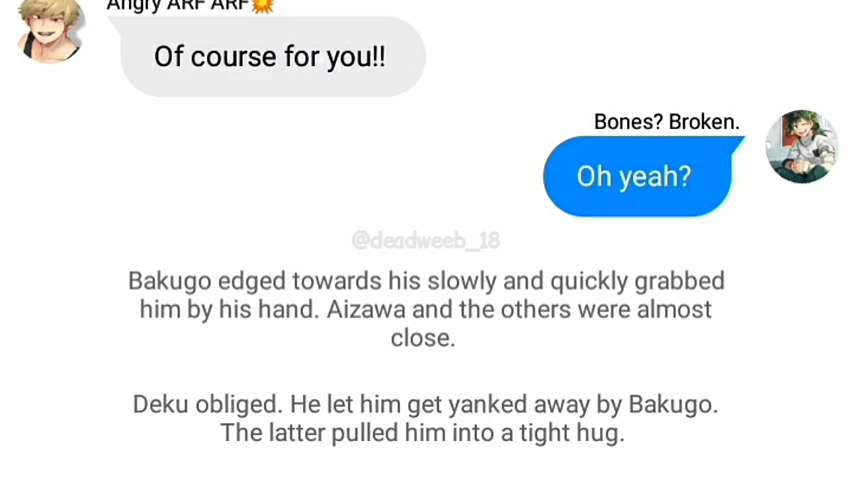 Angry ARF ARF💥
Of course for you!!
Bones? Broken.
Oh yeah?
@deadweeb_18
Bakugo edged towards his slowly and quickly grabbed
him by his hand. Aizawa and the others were almost
close.
Deku obliged. He let him get yanked away by Bakugo.
The latter pulled him into a tight hug.